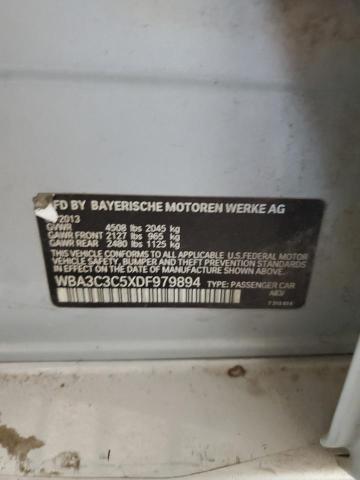 MFD BY BAYERISCHE MOTOREN WERKE AG
/2013
GVWR 4508 lbs 2045 kg
GAWR FRONT 2127 lbs 965 kg
GAWR REAR 2480 lbs 1125 kg
THIS VEHICLE CONFORMS TO ALL APPLICABLE U.S.FEDERAL MOTOR
VEHICLE SAFETY, BUMPER, AND THEFT PREVENTION STANDARDS
IN EFFECT ON THE DATE OF MANUFACTURE SHOWN ABOVE.
WBA3C3C5XDF979894 TYPE: PASSENGER CAR